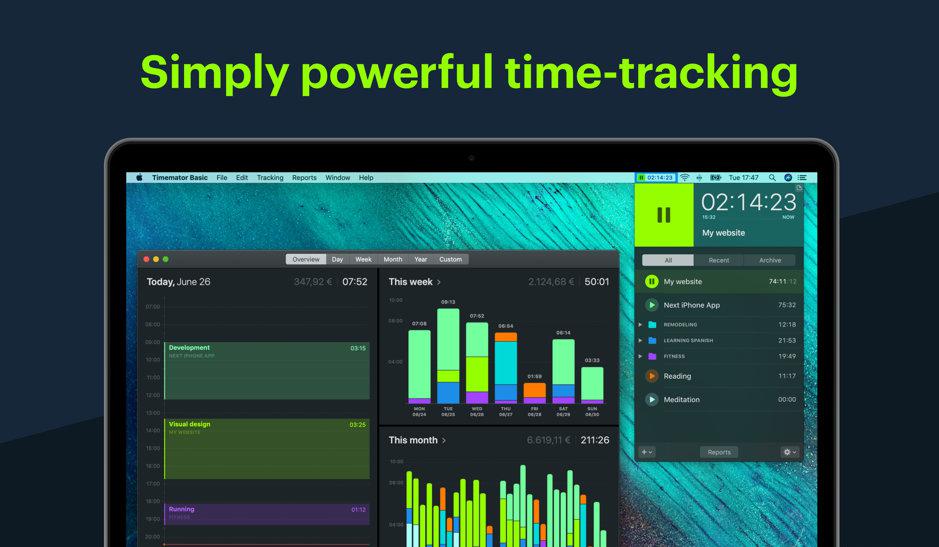 Simply powerful time-tracking
Timemator Basic File Edit Tracking Reports Window Help
02:14:23 Tue 17:47
02:14:23
15:32 NOW
My website
All Recent Archive
My website 74:11/12
Next iPhone App 75:32
REMODELING 12:18
LEARNING SPANISH 21:53
FITNESS 19:49
Reading 11:17
Meditation 00:00
Reports
Overview Day Week Month Year Custom
Today, June 26 347,92 € 07:52
07:00
08:00
09:00
Development 03:15
NEXT IPHONE APP
10:00
11:00
12:00
13:00
Visual design 03:25
MY WEBSITE
14:00
15:00
16:00
17:00
18:00
Running 01:12
FITNESS
19:00
20:00
This week > 2.124,68 € 50:01
10:00
08:00
04:00
07:08 09:13 07:52 06:54 01:59 06:14 03:33
MON TUE WED THU FRI SAT SUN
06/24 06/25 06/26 06/27 06/28 06/29 06/30
This month > 6.619,11 € 211:26
10:00
08:00
04:00